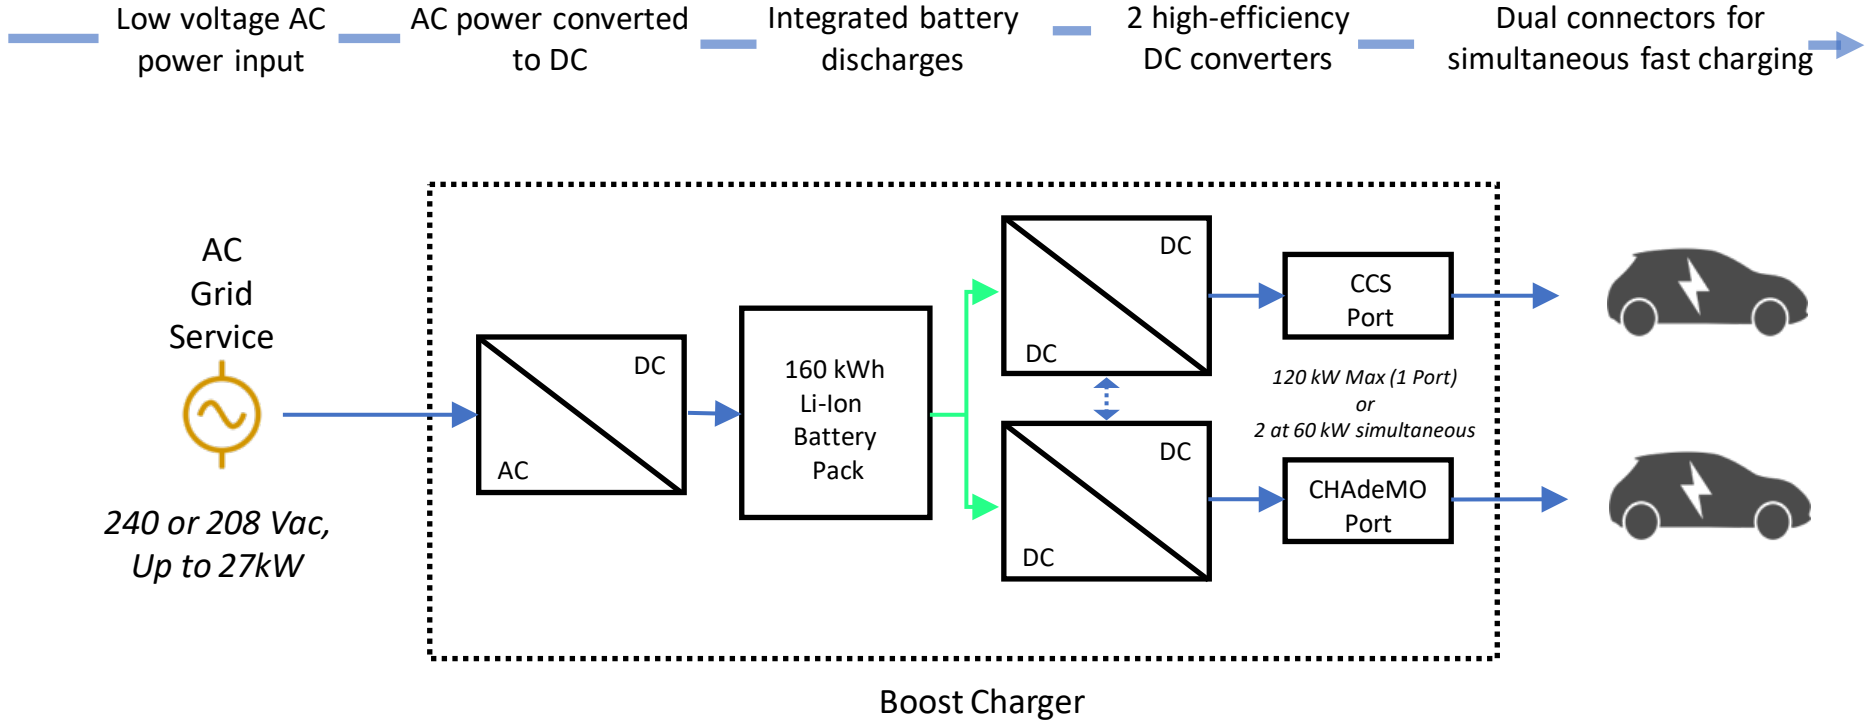 Low voltage AC
power input
AC power converted
to DC
Integrated battery
discharges
2 high-efficiency
DC converters
Dual connectors for
simultaneous fast charging
AC
Grid
Service
240 or 208 Vac,
Up to 27kW
DC
AC
160 kWh
Li-Ion
Battery
Pack
DC
DC
DC
DC
CCS
Port
120 kW Max (1 Port)
or
2 at 60 kW simultaneous
CHAdeMO
Port
Boost Charger